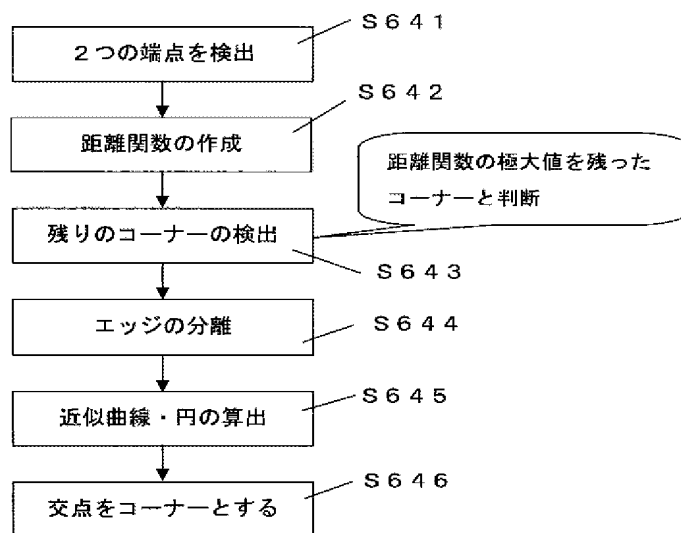 S641
2つの端点を検出
S642
距離関数の作成
距離関数の極大値を残った
コーナーと判断
残りのコーナーの検出
S643
エッジの分離
S644
近似曲線・円の算出
S645
交点をコーナーとする
S646